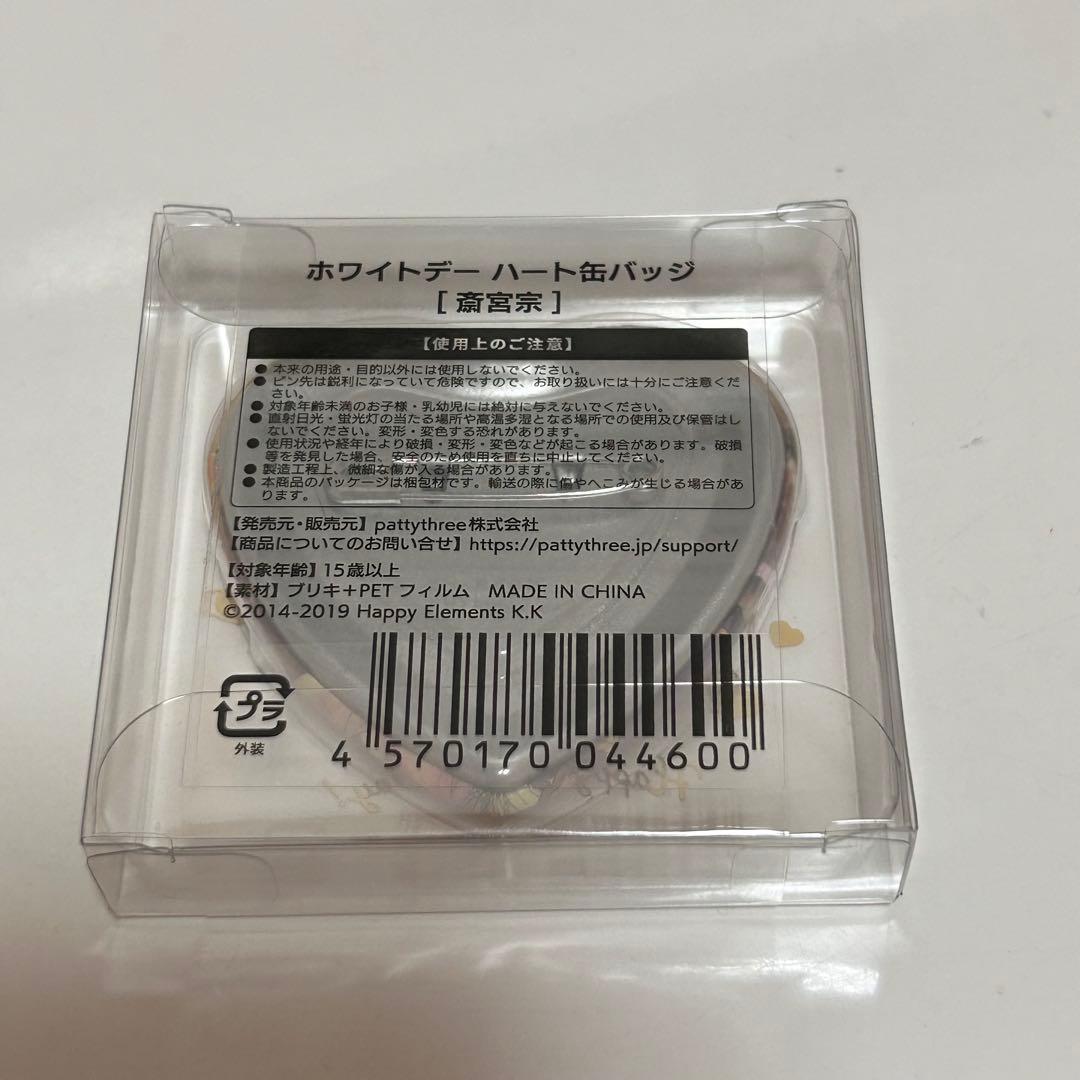 ホワイトデー ハート缶バッジ
[ 斎宮宗 ]
【使用上のご注意】
● 本来の用途・目的以外には使用しないでください。
● ピン先は鋭利になっていて危険ですので、お取り扱いには十分にご注意くだ
さい。
● 対象年齢未満のお子様・乳幼児には絶対に与えないでください。
● 直射日光・蛍光灯の当たる場所や高温多湿となる場所での使用及び保管はし
ないでください。変形・変色する恐れがあります。
● 使用状況や経年により破損・変形・変色などが起こる場合があります。破損
等を発見した場合、安全のため使用を直ちに中止してください。
● 製造工程上、微細な傷が入る場合があります。
● 本商品のパッケージは梱包材です。輸送の際に傷やへこみが生じる場合があ
ります。
【発売元・販売元】pattythree株式会社
【商品についてのお問い合せ】https://pattythree.jp/support/
【対象年齢】15歳以上
【素材】ブリキ+PETフィルム MADE IN CHINA
©2014-2019 Happy Elements K.K
プラ
外装
4 570170 044600